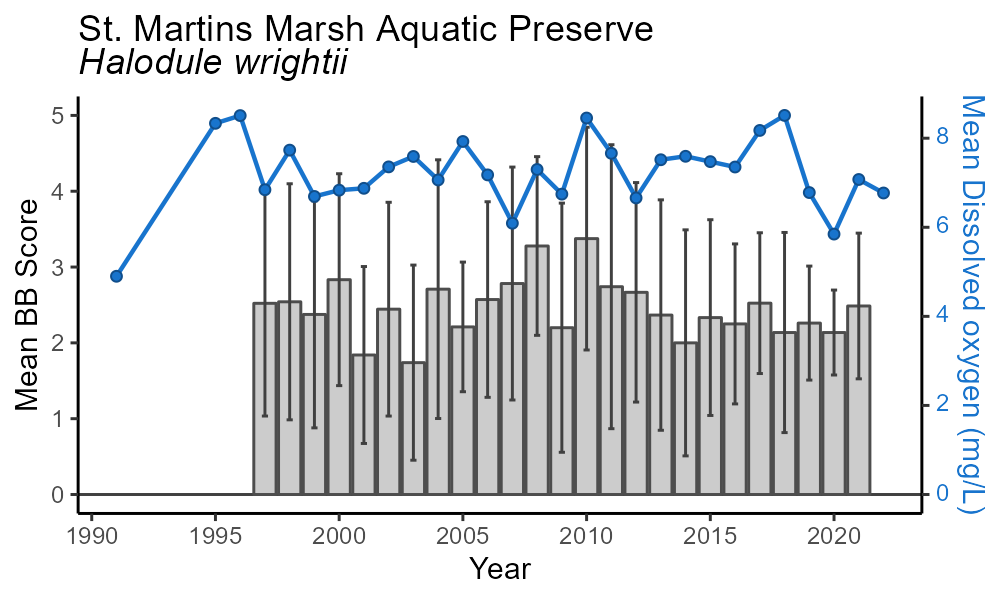 St. Martins Marsh Aquatic Preserve
Halodule wrightii
Mean BB Score
5
4
3
2
1
0
Mean Dissolved oxygen (mg/L)
8
6
4
2
0
1990 1995 2000 2005 2010 2015 2020
Year